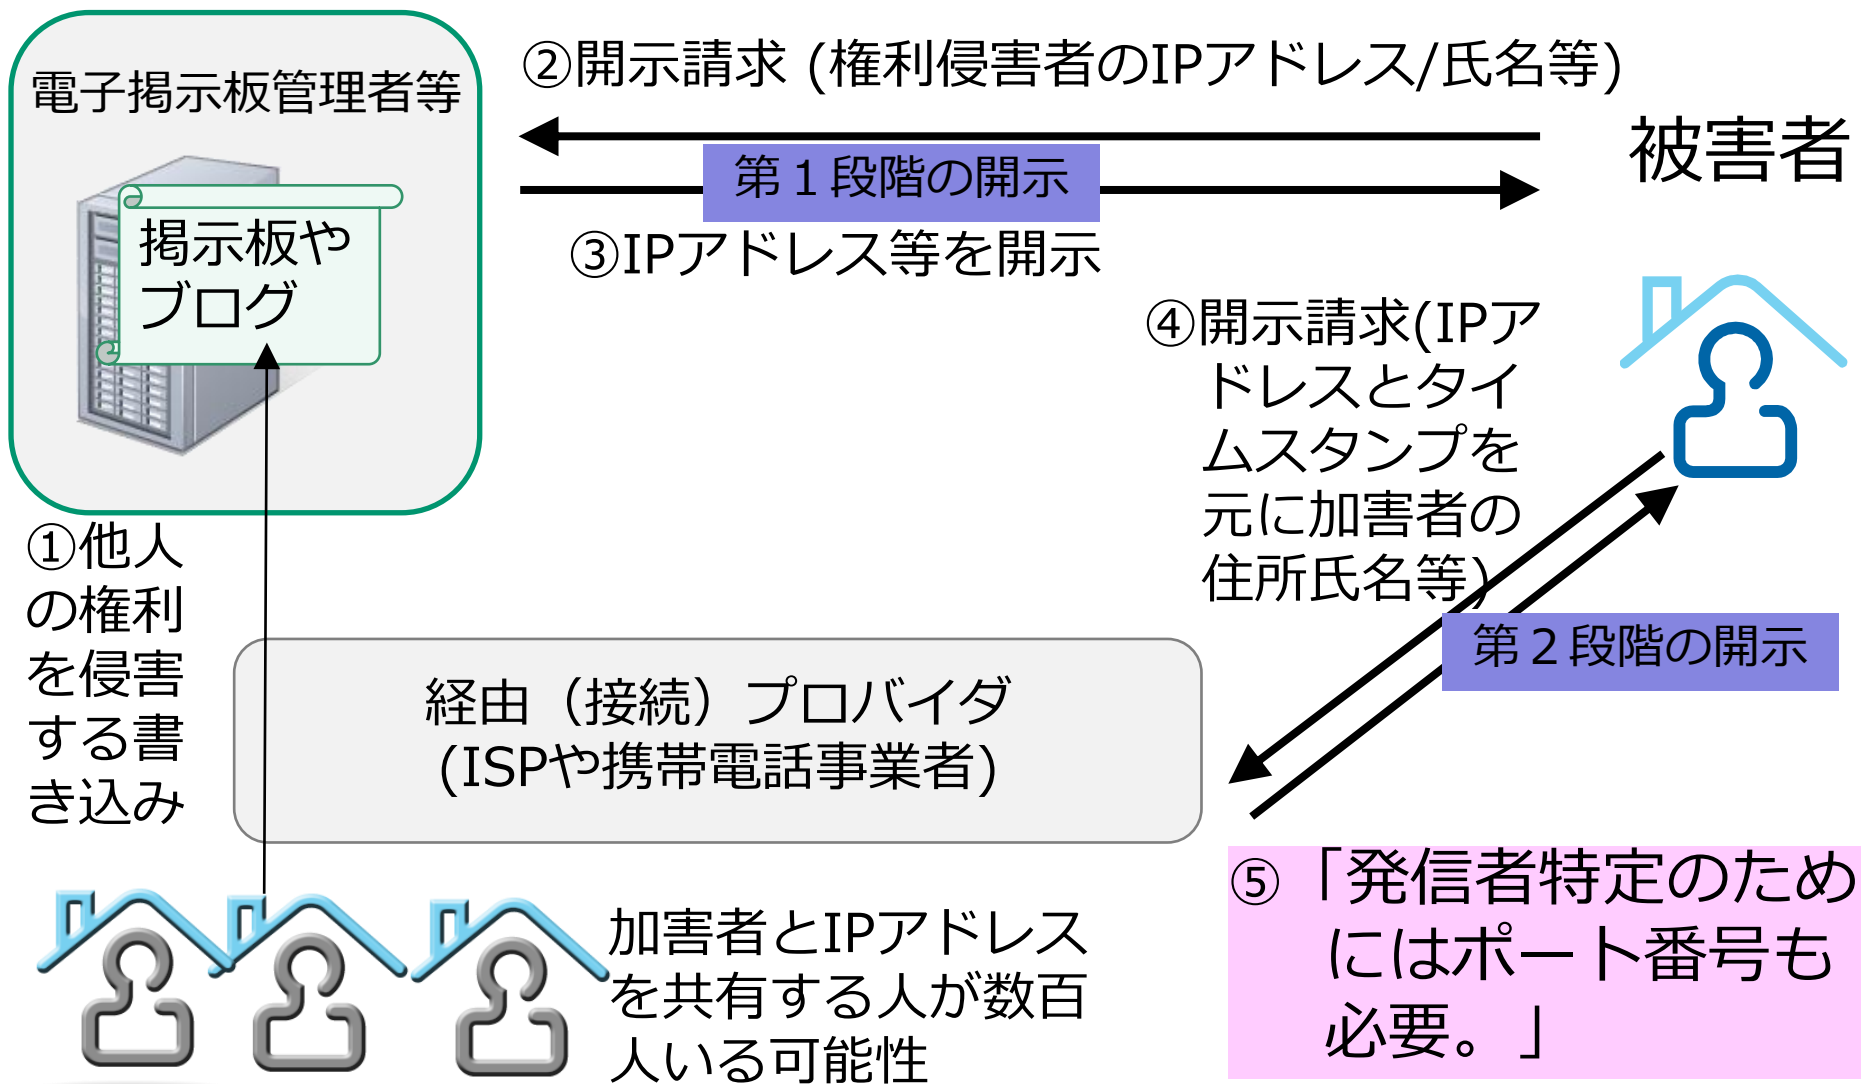 電子掲示板管理者等
掲示板や
ブログ
②開示請求 (権利侵害者のIPアドレス/氏名等)
第１段階の開示
③IPアドレス等を開示
被害者
④開示請求(IPア
ドレスとタイ
ムスタンプを
元に加害者の
住所氏名等)
第２段階の開示
①他人
の権利
を侵害
する書
き込み
経由（接続）プロバイダ
(ISPや携帯電話事業者)
加害者とIPアドレス
を共有する人が数百
人いる可能性
⑤「発信者特定のため
にはポート番号も
必要。」